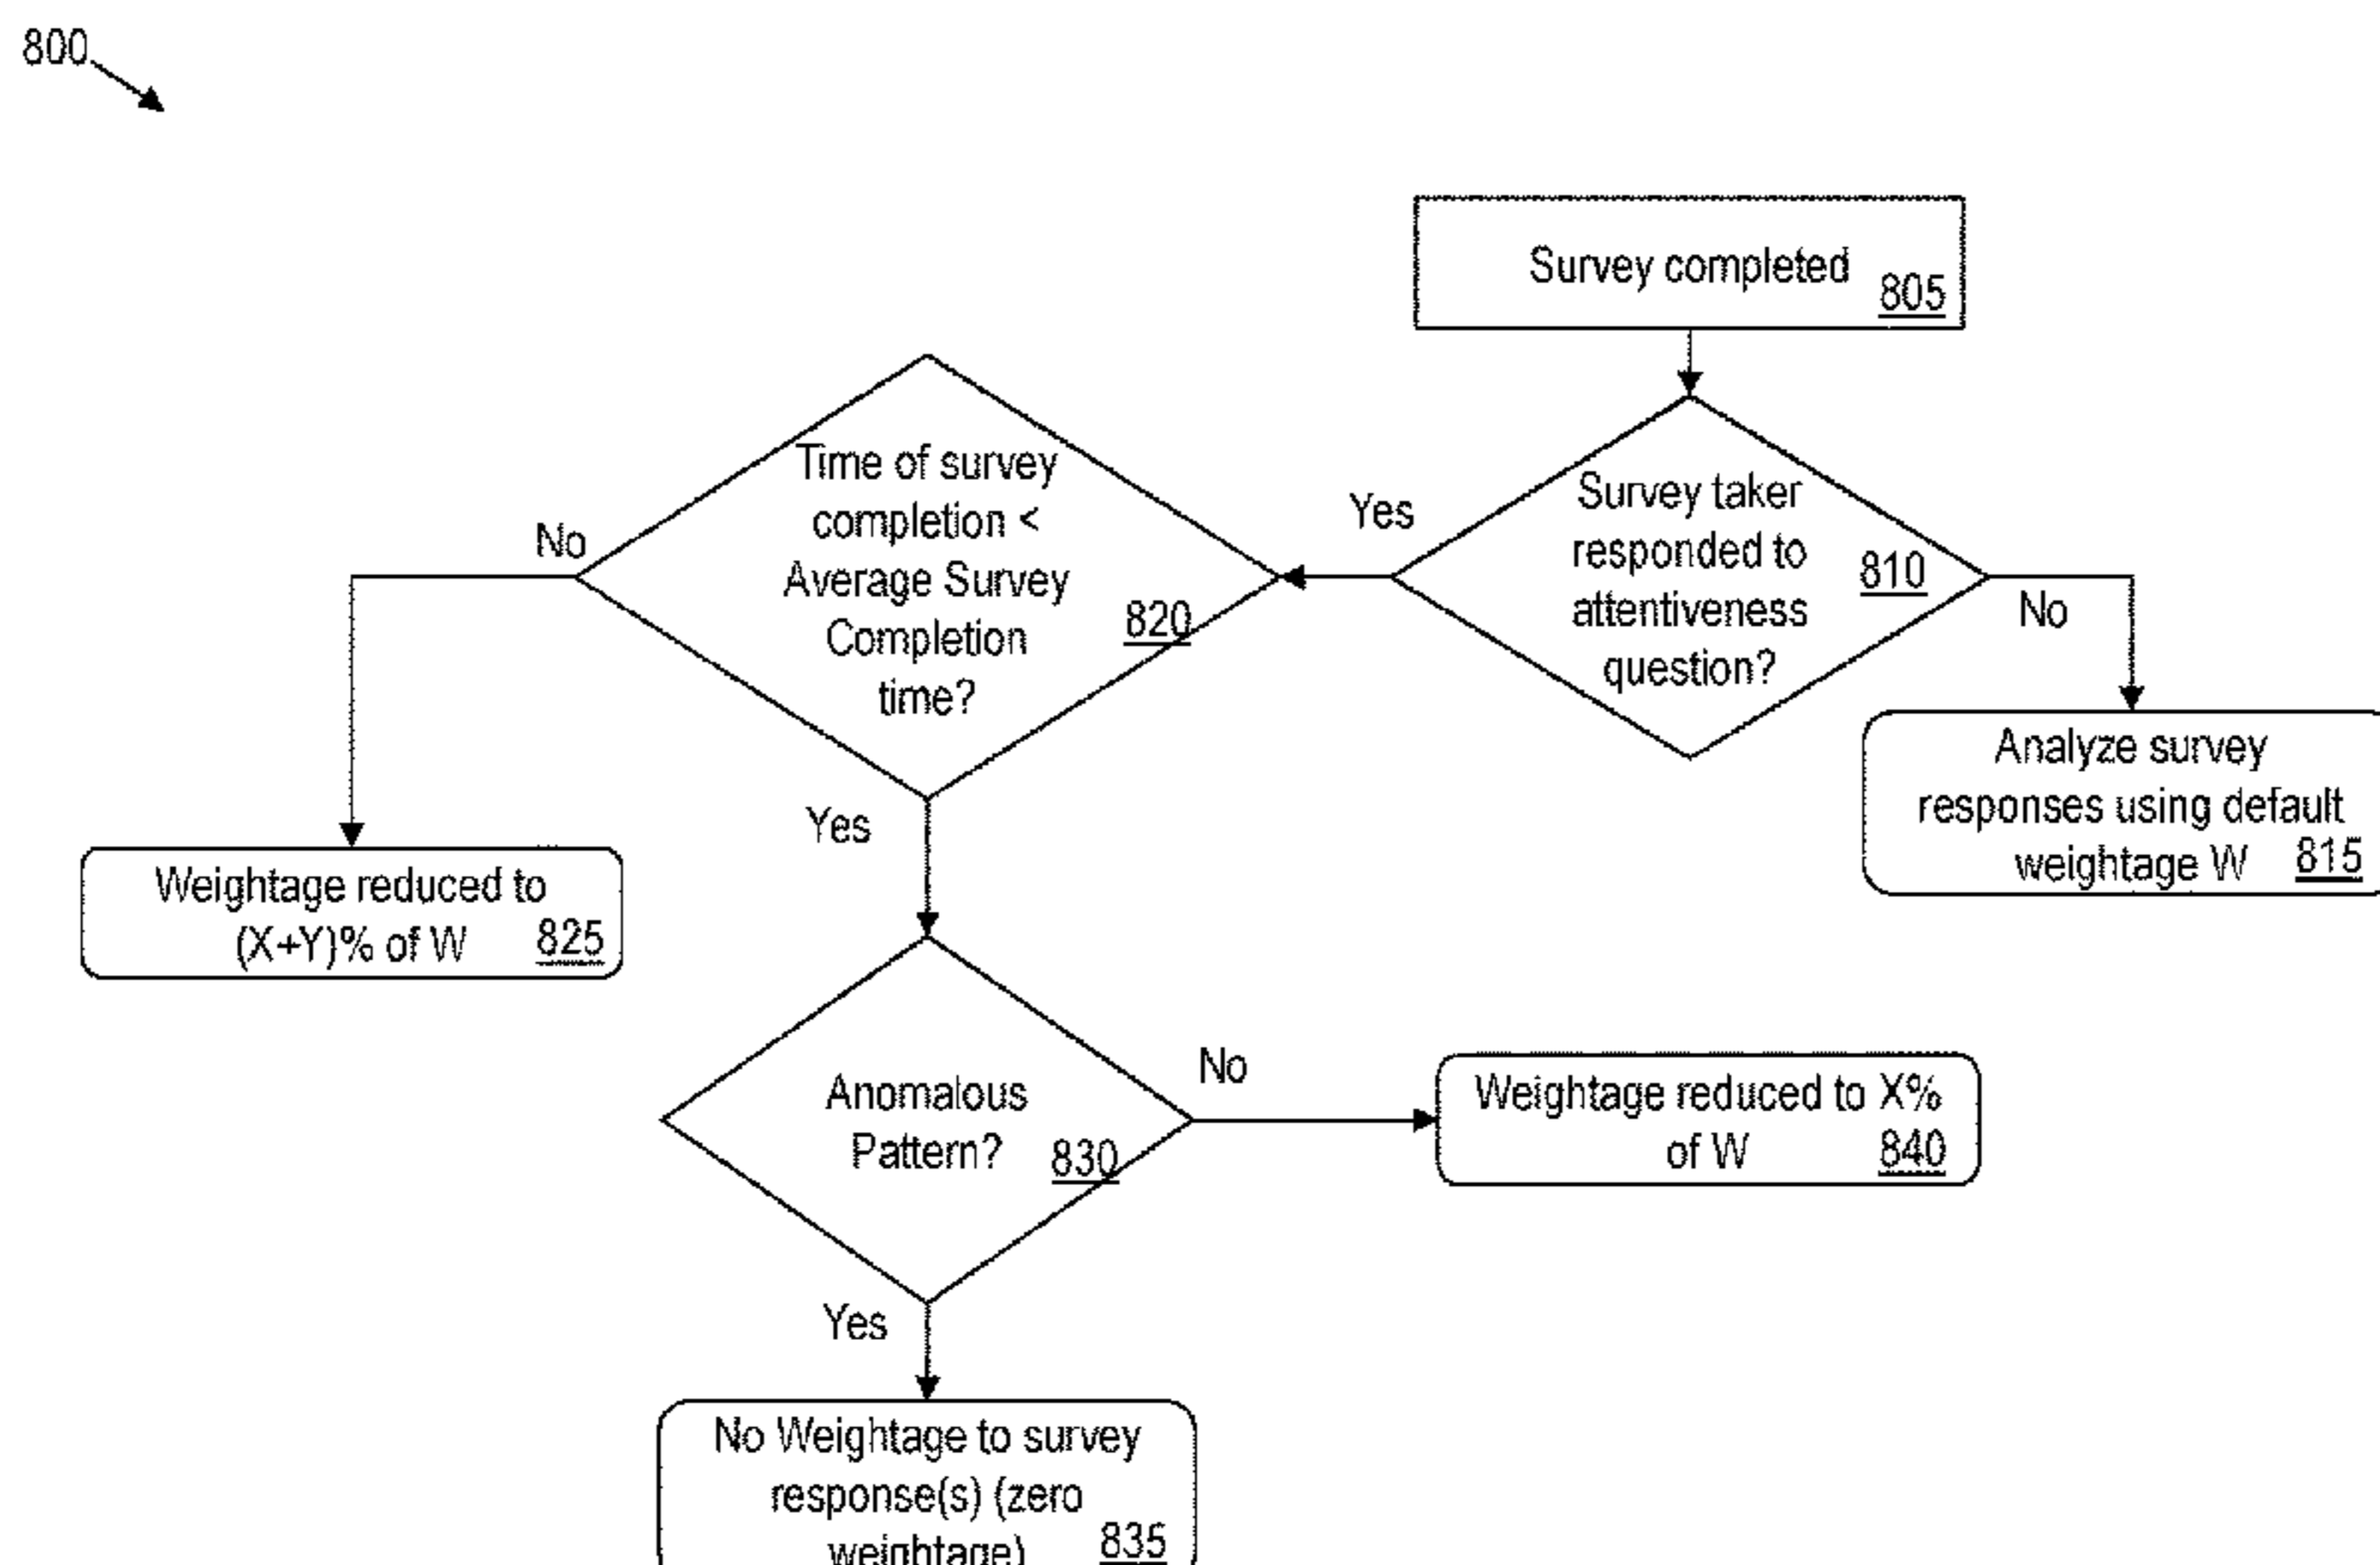 800
Survey completed
805
Survey taker
responded to
attentiveness
question?
810
Yes
No
Time of survey
completion <
Average Survey
Completion
time?
820
No
Yes
Analyze survey
responses using default
weightage W
815
Weightage reduced to
(X+Y)% of W
825
Anomalous
Pattern?
830
No
Yes
Weightage reduced to X%
of W
840
No Weightage to survey
response(s) (zero
weightage)
835